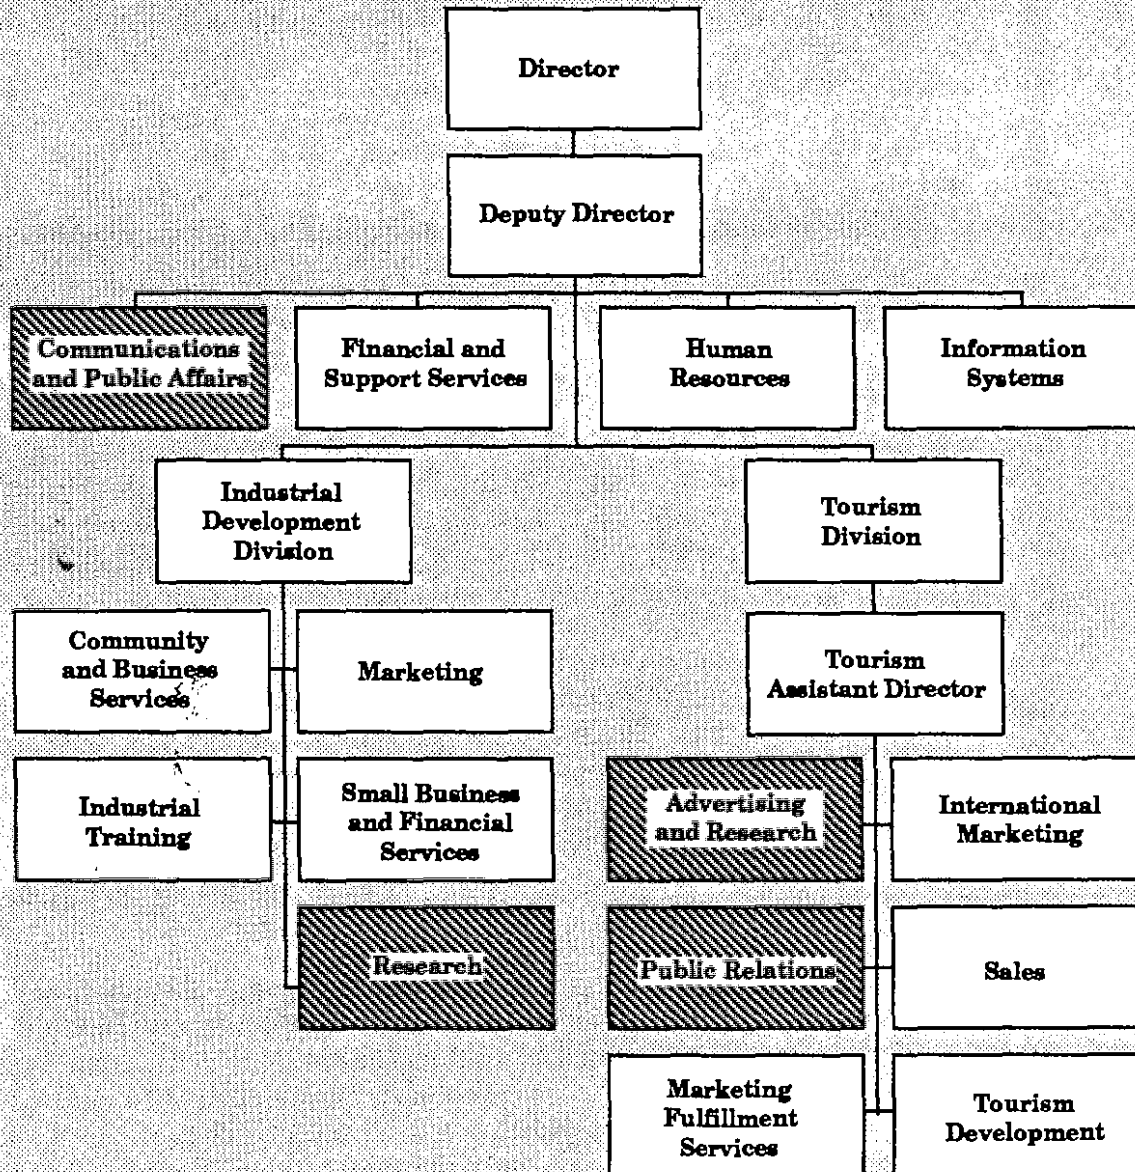 Director
Deputy Director
Communications
and Public Affairs
Financial and
Support Services
Human
Resources
Information
Systems
Industrial
Development
Division
Tourism
Division
Community
and Business
Services
Marketing
Tourism
Assistant Director
Industrial
Training
Small Business
and Financial
Services
Advertising
and Research
International
Marketing
Research
Public Relations
Sales
Marketing
Fulfillment
Services
Tourism
Development